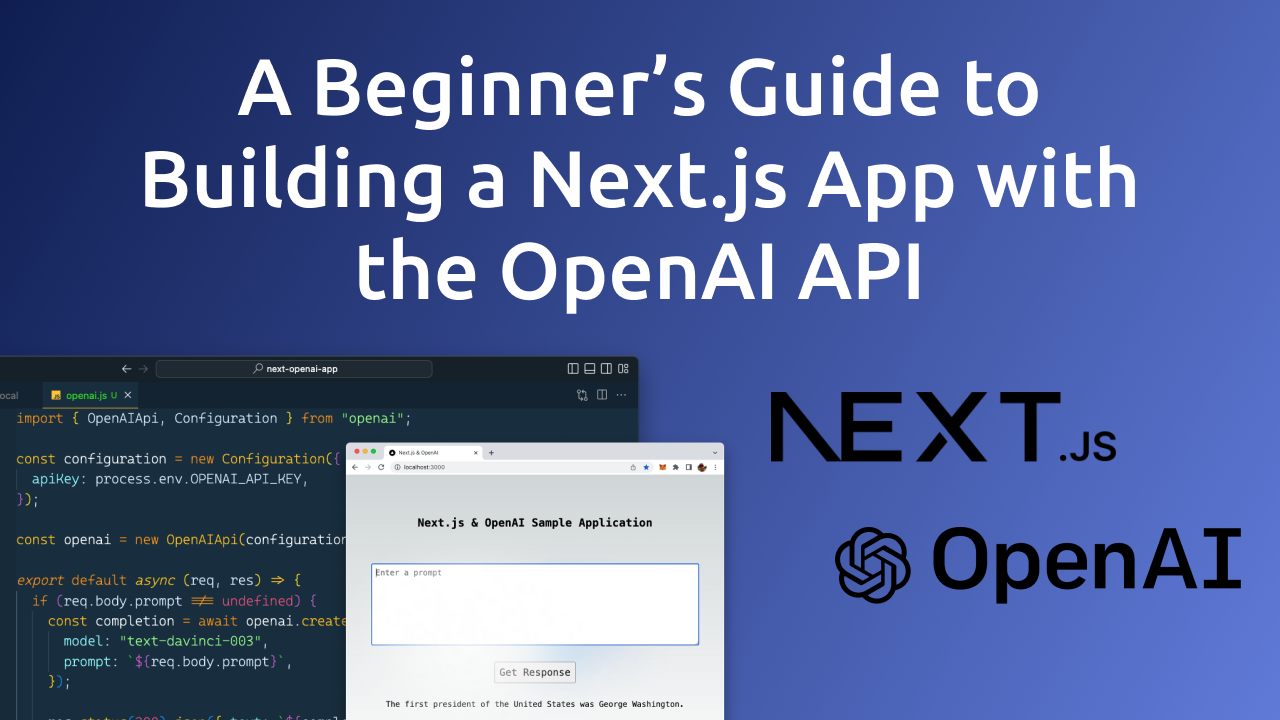 A Beginner’s Guide to
Building a Next.js App with
the OpenAI API
next-openai-app
ocal
openai.js U
import { OpenAIApi, Configuration } from "openai";
const configuration = new Configuration({
apiKey: process.env.OPENAI_API_KEY,
});
const openai = new OpenAIApi(configuration
export default async (req, res) => {
if (req.body.prompt !== undefined) {
const completion = await openai.create
model: "text-davinci-003",
prompt: `${req.body.prompt}`,
});
Next.js & OpenAI
localhost:3000
Next.js & OpenAI Sample Application
Enter a prompt
Get Response
The first president of the United States was George Washington.
NEXT.JS
OpenAI